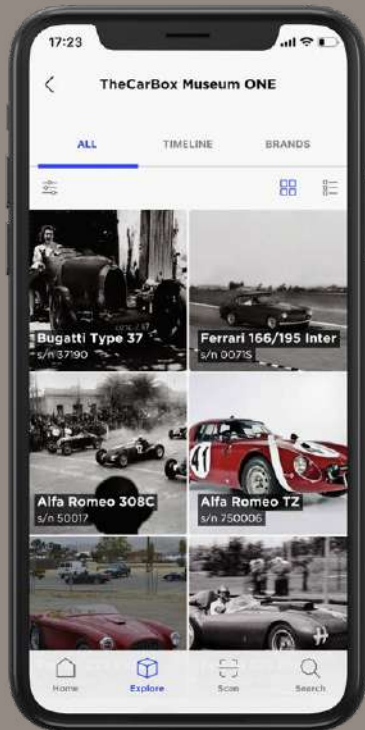 17:23
TheCarBox Museum ONE
ALL TIMELINE BRANDS
Bugatti Type 37
s/n 37190
Ferrari 166/195 Inter
s/n 0071S
Alfa Romeo 308C
s/n 50017
Alfa Romeo TZ
s/n 750006
Home Explore Scan Search